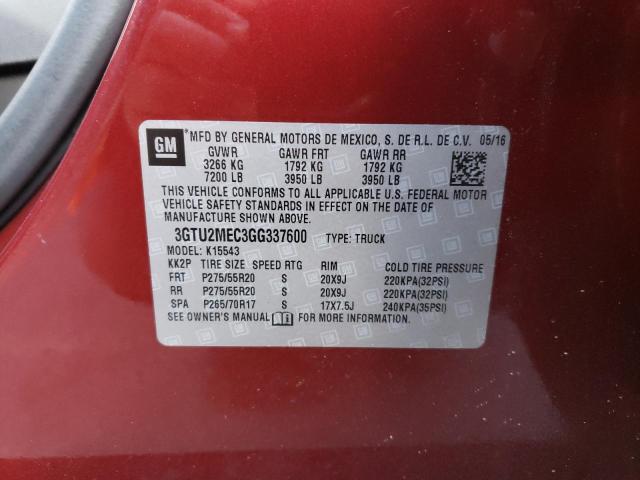 GM
MFD BY GENERAL MOTORS DE MEXICO, S. DE R.L. DE C.V. 05/16
GVWR GAWR FRT GAWR RR
3266 KG 1792 KG 1792 KG
7200 LB 3950 LB 3950 LB
THIS VEHICLE CONFORMS TO ALL APPLICABLE U.S. FEDERAL MOTOR
VEHICLE SAFETY STANDARDS IN EFFECT ON THE DATE OF
MANUFACTURE SHOWN ABOVE.
3GTU2MEC3GG337600 TYPE: TRUCK
MODEL: K15543
KK2P TIRE SIZE SPEED RTG RIM COLD TIRE PRESSURE
FRT P275/55R20 S 20X9J 220KPA(32PSI)
RR P275/55R20 S 20X9J 220KPA(32PSI)
SPA P265/70R17 S 17X7.5J 240KPA(35PSI)
SEE OWNER'S MANUAL FOR MORE INFORMATION.